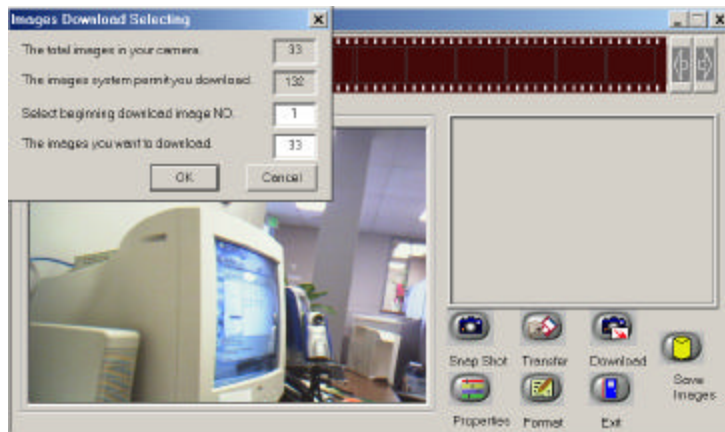 Images Download Selecting
The total images in your camera. 33
The images system permit you download. 132
Select beginning download image NO. 1
The images you want to download. 33
OK Cancel
Snap Shot Transfer Download
Save Images
Properties Format Exit